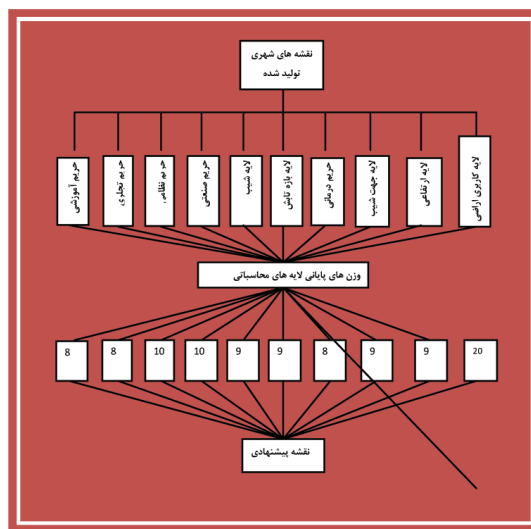 نقشه های شهری
تولید شده
لایه کاربری اراضی
لایه ارتفاعی
لایه جهت شیب
حریم درمانی
لایه بازه تابش
لایه شیب
حریم صنعتی
حریم نظامی
حریم تجاری
حریم آموزشی
وزن های پایانی لایه های محاسباتی
20
9
9
8
9
9
10
10
8
8
نقشه پیشنهادی